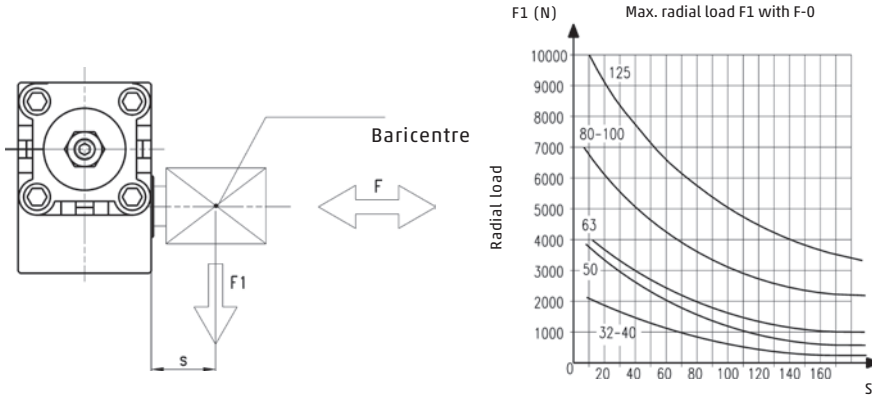 Baricentre
F
F1
s
F1 (N)
Max. radial load F1 with F-0
Radial load
10000
9000
8000
7000
6000
5000
4000
3000
2000
1000
0
125
80-100
63
50
32-40
20 40 60 80 100 120 140 160
S